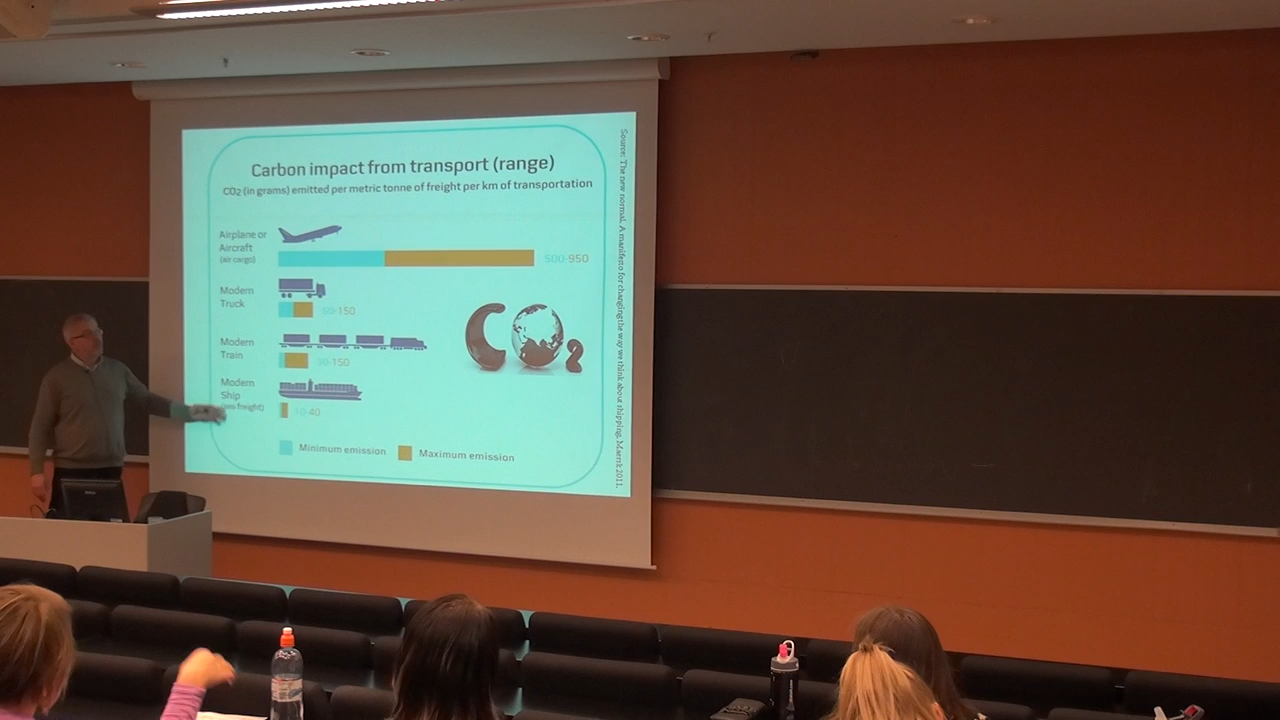 Carbon impact from transport (range)
CO2 (in grams) emitted per metric tonne of freight per km of transportation
Airplane or
Aircraft
(air cargo)
500-950
Modern
Truck
60-150
Modern
Train
30-150
Modern
Ship
(sea freight)
10-40
CO2
Minimum emission
Maximum emission
Source: The new normal. A manifesto for changing the way we think about shipping. Maersk 2011.